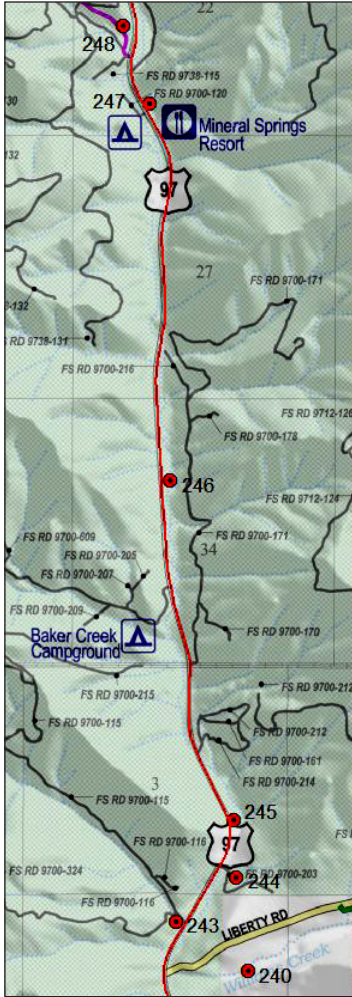 22
248
FS RD 9738-115
247
FS RD 9700-120
Mineral Springs
Resort
30
132
97
27
FS RD 9700-171
-132
RD 9738-131
FS RD 9700-216
FS RD 9712-126
FS RD 9700-178
246
FS RD 9712-124
FS RD 9700-171
34
FS RD 9700-609
FS RD 9700-205
FS RD 9700-207
FS RD 9700-209
FS RD 9700-170
Baker Creek
Campground
FS RD 9700-215
FS RD 9700-212
FS RD 9700-115
FS RD 9700-212
FS RD 9700-161
FS RD 9700-214
3
FS RD 9700-115
245
97
FS RD 9700-116
FS RD 9700-324
244
FS RD 9700-203
FS RD 9700-116
243
LIBERTY RD
240
Creek